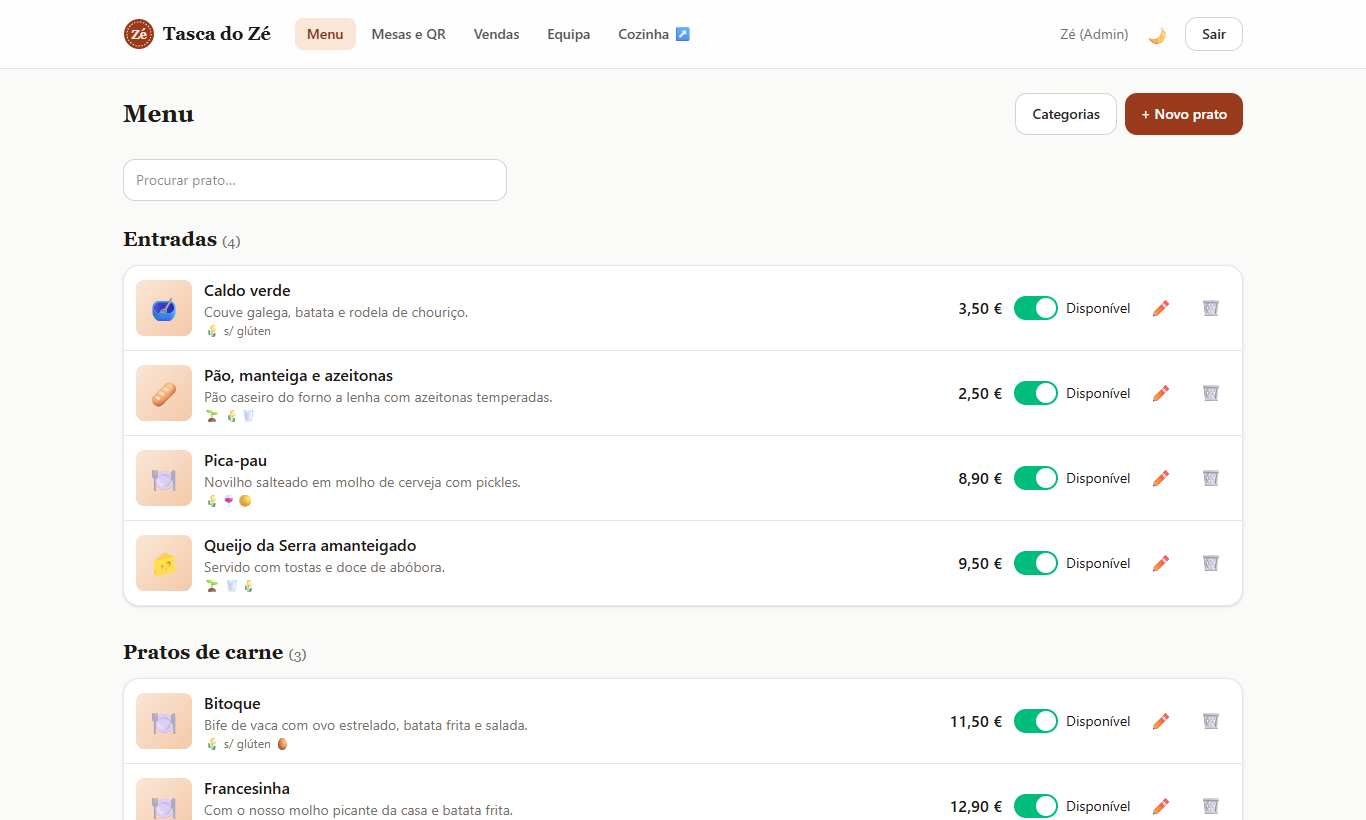 Zé Tasca do Zé Menu Mesas e QR Vendas Equipa Cozinha Zé (Admin) Sair
Menu Categorias + Novo prato
Procurar prato...
Entradas (4)
Caldo verde
Couve galega, batata e rodela de chouriço.
s/ glúten
3,50 € Disponível
Pão, manteiga e azeitonas
Pão caseiro do forno a lenha com azeitonas temperadas.
2,50 € Disponível
Pica-pau
Novilho salteado em molho de cerveja com pickles.
8,90 € Disponível
Queijo da Serra amanteigado
Servido com tostas e doce de abóbora.
9,50 € Disponível
Pratos de carne (3)
Bitoque
Bife de vaca com ovo estrelado, batata frita e salada.
s/ glúten
11,50 € Disponível
Francesinha
Com o nosso molho picante da casa e batata frita.
12,90 € Disponível